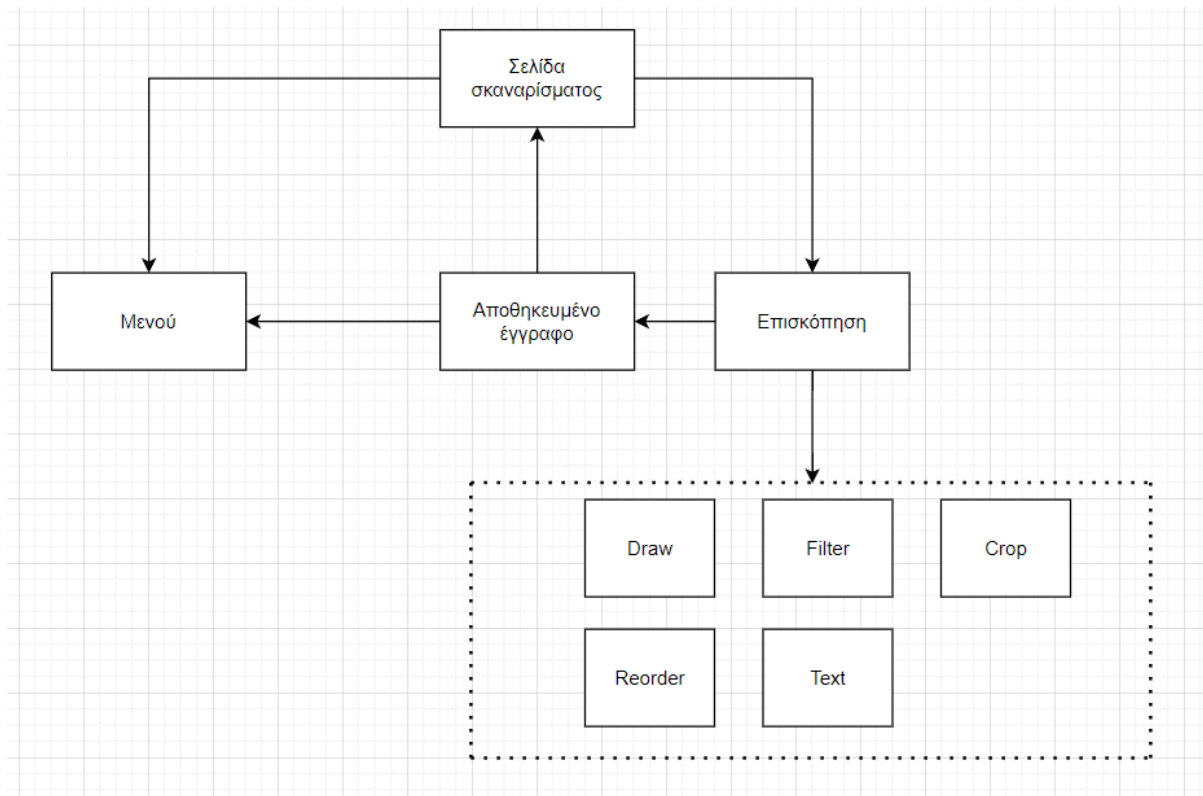 Σελίδα
σκαναρίσματος
Μενού
Αποθηκευμένο
έγγραφο
Επισκόπηση
Draw
Filter
Crop
Reorder
Text